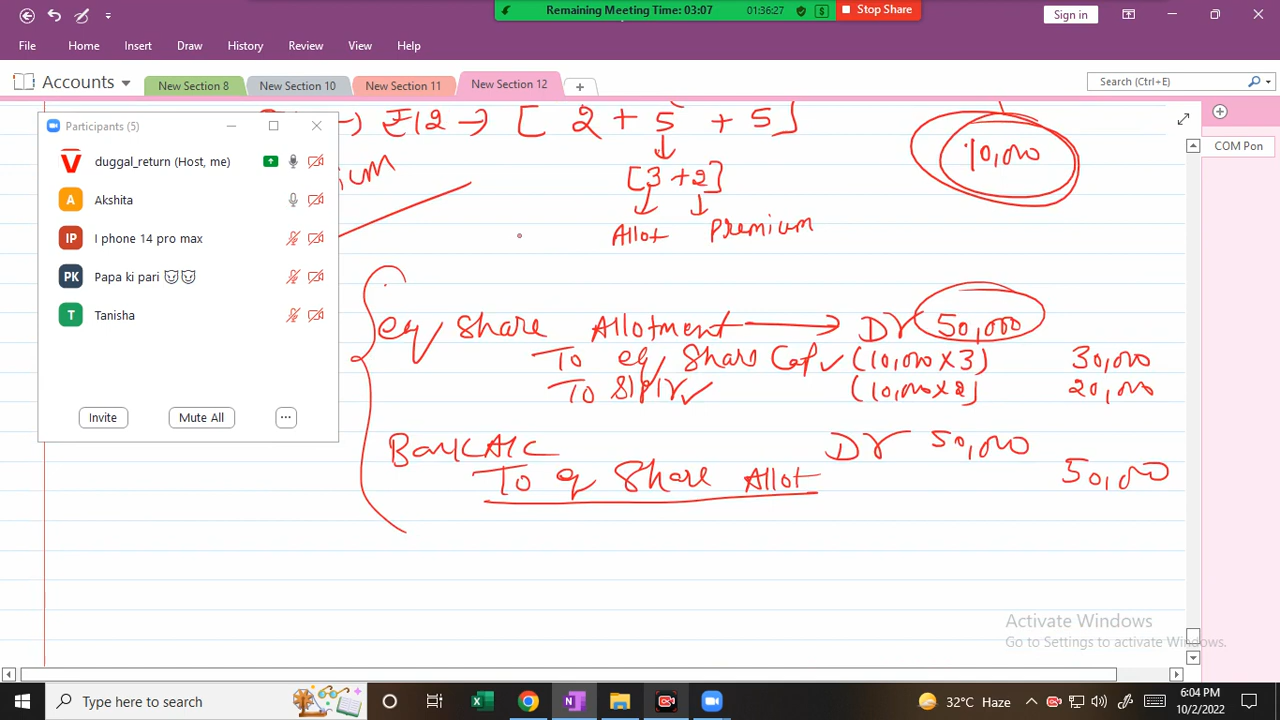 Remaining Meeting Time: 03:07
01:36:27
Stop Share
Sign in
File Home Insert Draw History Review View Help
Accounts
New Section 8 New Section 10 New Section 11 New Section 12
Search (Ctrl+E)
COM Pon
Participants (5)
duggal_return (Host, me)
A Akshita
IP I phone 14 pro max
PK Papa ki pari 😈😈
T Tanisha
Invite Mute All ...
→ ₹12 → [ 2 + 5 + 5 ]
10,000
[3 + 2]
Allot Premium
eq Share Allotment → Dr 50,000
To eq Share Cap (10,000 X 3) 30,000
To S/P/R (10,000 X 2) 20,000
Bank A/C Dr 50,000
To eq Share Allot 50,000
Activate Windows
Go to Settings to activate Windows.
Type here to search
32°C Haze
6:04 PM
10/2/2022